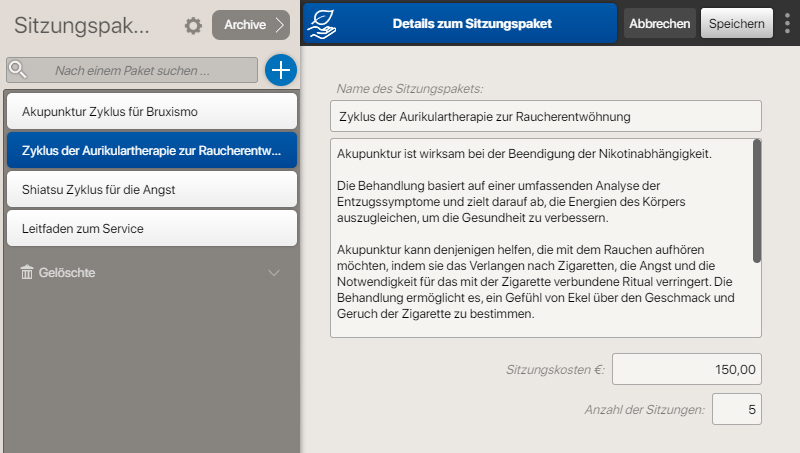 Sitzungspak...
Archive
Nach einem Paket suchen ...
Akupunktur Zyklus für Bruxismo
Zyklus der Aurikulartherapie zur Raucherentw...
Shiatsu Zyklus für die Angst
Leitfaden zum Service
Gelöschte
Details zum Sitzungspaket
Abbrechen
Speichern
Name des Sitzungspakets:
Zyklus der Aurikulartherapie zur Raucherentwöhnung
Akupunktur ist wirksam bei der Beendigung der Nikotinabhängigkeit.
Die Behandlung basiert auf einer umfassenden Analyse der
Entzugssymptome und zielt darauf ab, die Energien des Körpers
auszugleichen, um die Gesundheit zu verbessern.
Akupunktur kann denjenigen helfen, die mit dem Rauchen aufhören
möchten, indem sie das Verlangen nach Zigaretten, die Angst und die
Notwendigkeit für das mit der Zigarette verbundene Ritual verringert. Die
Behandlung ermöglicht es, ein Gefühl von Ekel über den Geschmack und
Geruch der Zigarette zu bestimmen.
Sitzungskosten €:
150,00
Anzahl der Sitzungen:
5